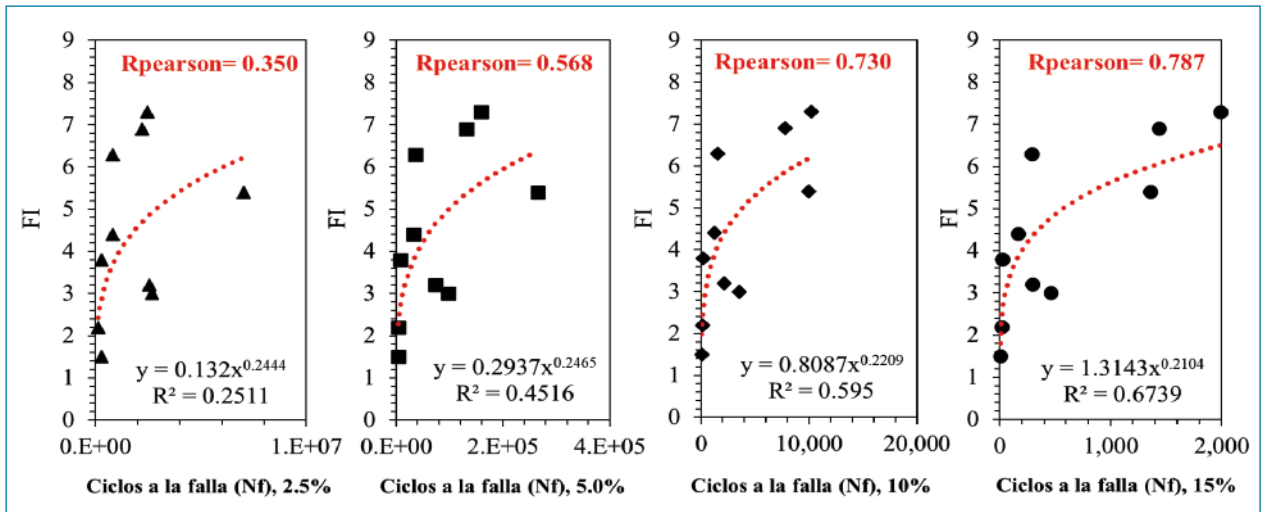 9
8
7
6
5
4
3
2
1
0
FI
Rpearson= 0.350
y = 0.132x^0.2444
R² = 0.2511
0.E+00
1.E+07
Ciclos a la falla (Nf), 2.5%
9
8
7
6
5
4
3
2
1
0
FI
Rpearson= 0.568
y = 0.2937x^0.2465
R² = 0.4516
0.E+00
2.E+05
4.E+05
Ciclos a la falla (Nf), 5.0%
9
8
7
6
5
4
3
2
1
0
FI
Rpearson= 0.730
y = 0.8087x^0.2209
R² = 0.595
0
10,000
20,000
Ciclos a la falla (Nf), 10%
9
8
7
6
5
4
3
2
1
0
FI
Rpearson= 0.787
y = 1.3143x^0.2104
R² = 0.6739
0
1,000
2,000
Ciclos a la falla (Nf), 15%